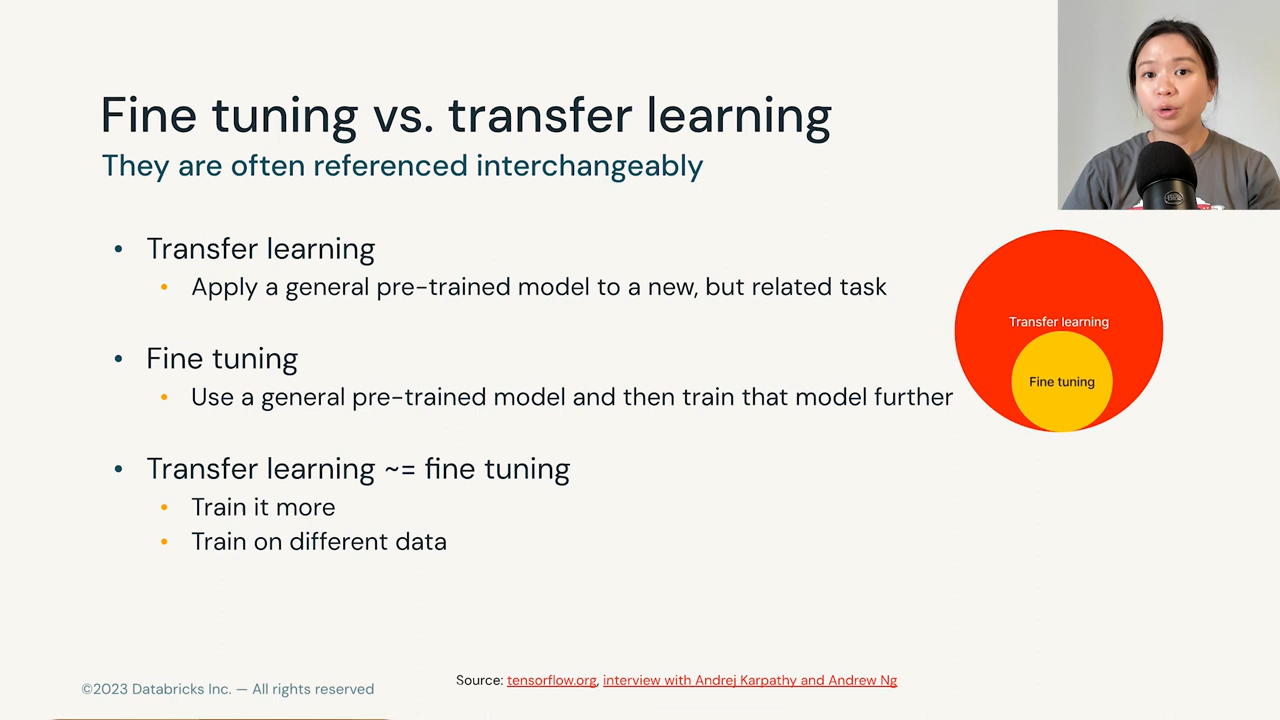 Fine tuning vs. transfer learning
They are often referenced interchangeably
• Transfer learning
• Apply a general pre-trained model to a new, but related task
• Fine tuning
• Use a general pre-trained model and then train that model further
• Transfer learning ~= fine tuning
• Train it more
• Train on different data
Transfer learning
Fine tuning
Source: tensorflow.org, interview with Andrej Karpathy and Andrew Ng
©2023 Databricks Inc. — All rights reserved